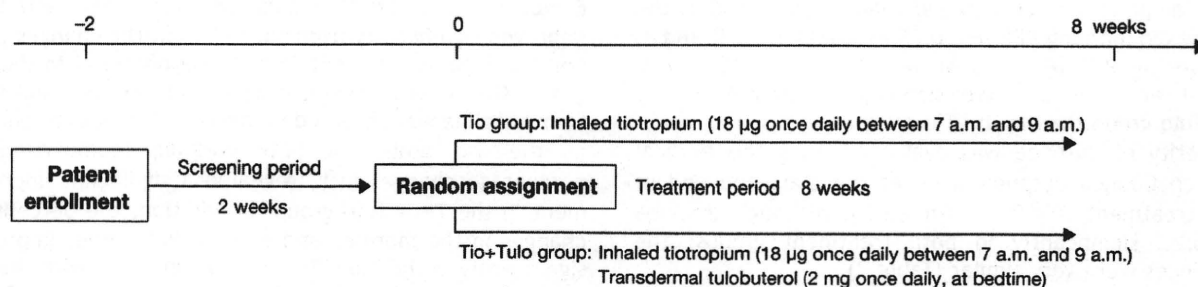 −2 0 8 weeks
Tio group: Inhaled tiotropium (18 µg once daily between 7 a.m. and 9 a.m.)
Patient enrollment
Screening period
2 weeks
Random assignment
Treatment period 8 weeks
Tio+Tulo group: Inhaled tiotropium (18 µg once daily between 7 a.m. and 9 a.m.)
Transdermal tulobuterol (2 mg once daily, at bedtime)